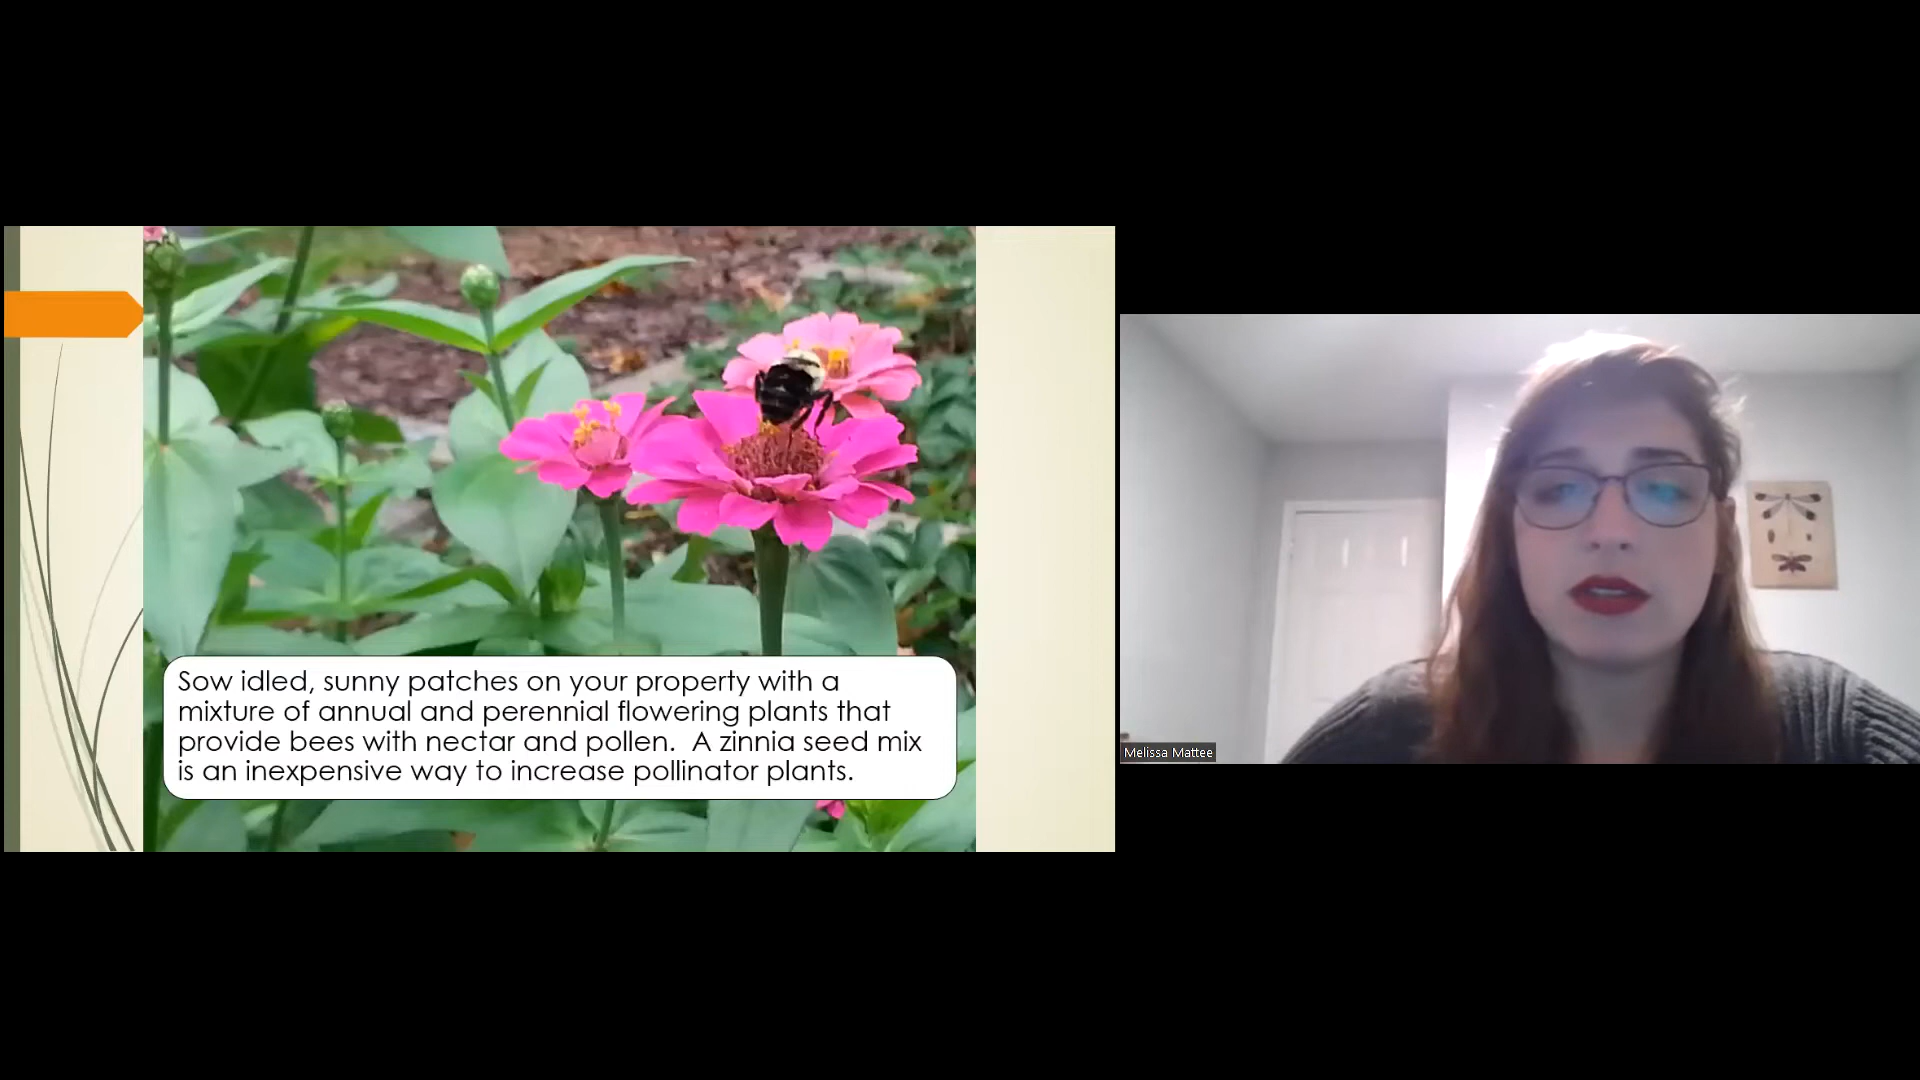 Sow idled, sunny patches on your property with a
mixture of annual and perennial flowering plants that
provide bees with nectar and pollen.  A zinnia seed mix
is an inexpensive way to increase pollinator plants.
Melissa Mattee